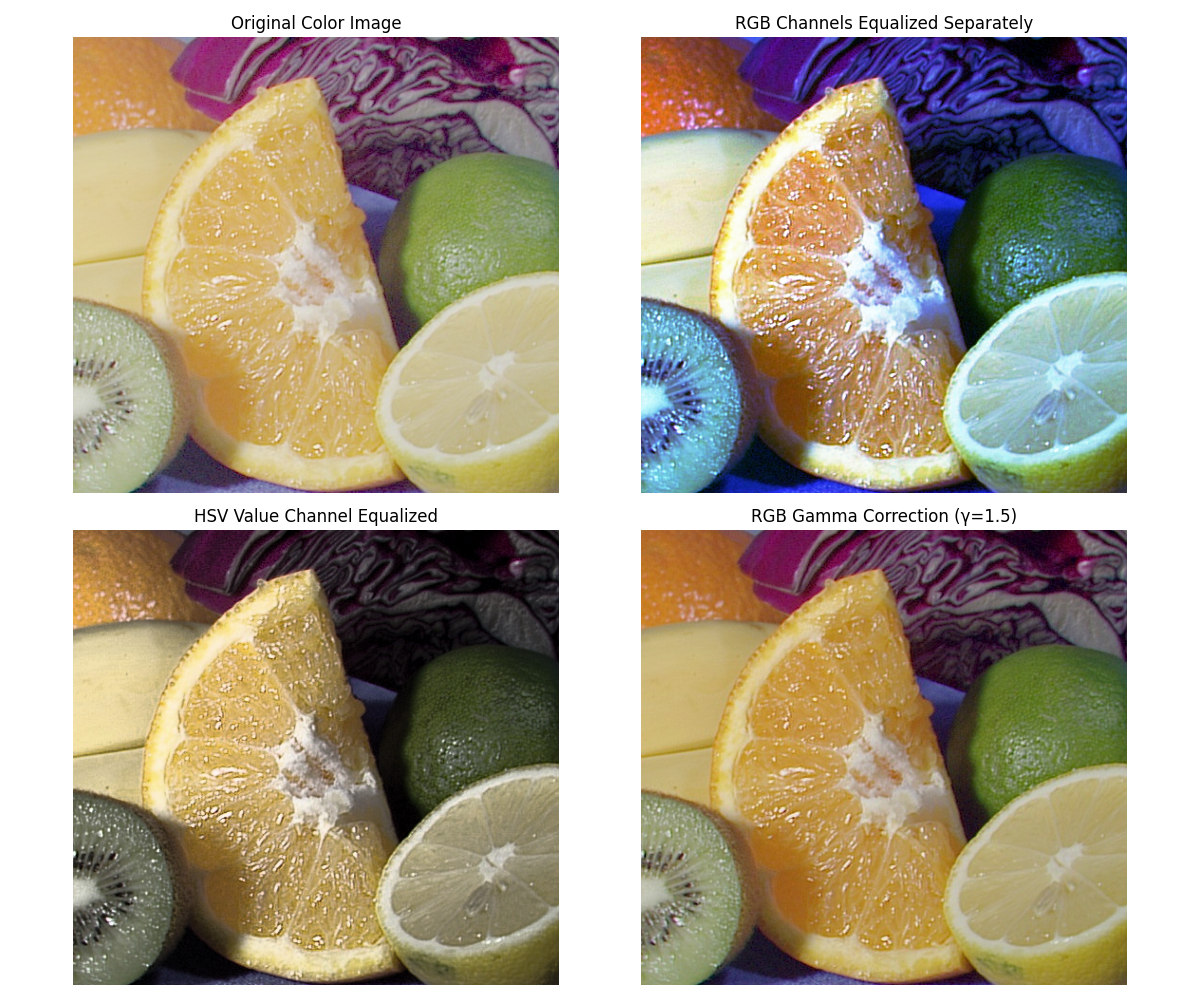 Original Color Image
RGB Channels Equalized Separately
HSV Value Channel Equalized
RGB Gamma Correction (γ=1.5)